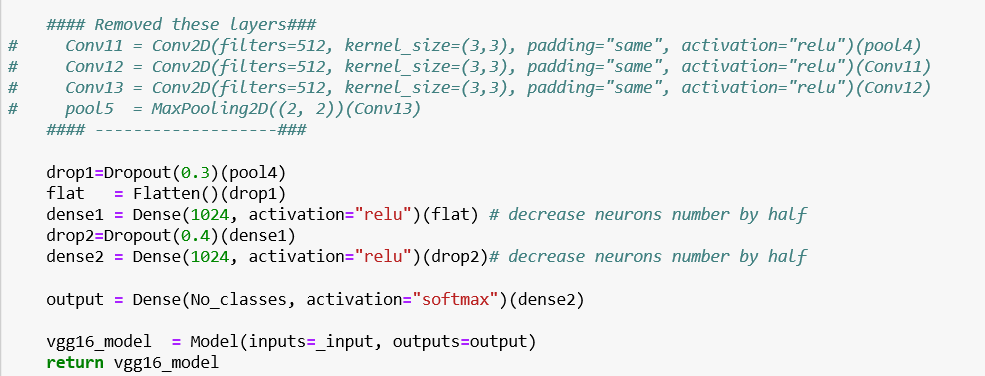 #### Removed these layers###
#     Conv11 = Conv2D(filters=512, kernel_size=(3,3), padding="same", activation="relu")(pool4)
#     Conv12 = Conv2D(filters=512, kernel_size=(3,3), padding="same", activation="relu")(Conv11)
#     Conv13 = Conv2D(filters=512, kernel_size=(3,3), padding="same", activation="relu")(Conv12)
#     pool5  = MaxPooling2D((2, 2))(Conv13)
#### -------------------###
drop1=Dropout(0.3)(pool4)
flat   = Flatten()(drop1)
dense1 = Dense(1024, activation="relu")(flat) # decrease neurons number by half
drop2=Dropout(0.4)(dense1)
dense2 = Dense(1024, activation="relu")(drop2)# decrease neurons number by half
output = Dense(No_classes, activation="softmax")(dense2)
vgg16_model  = Model(inputs=_input, outputs=output)
return vgg16_model